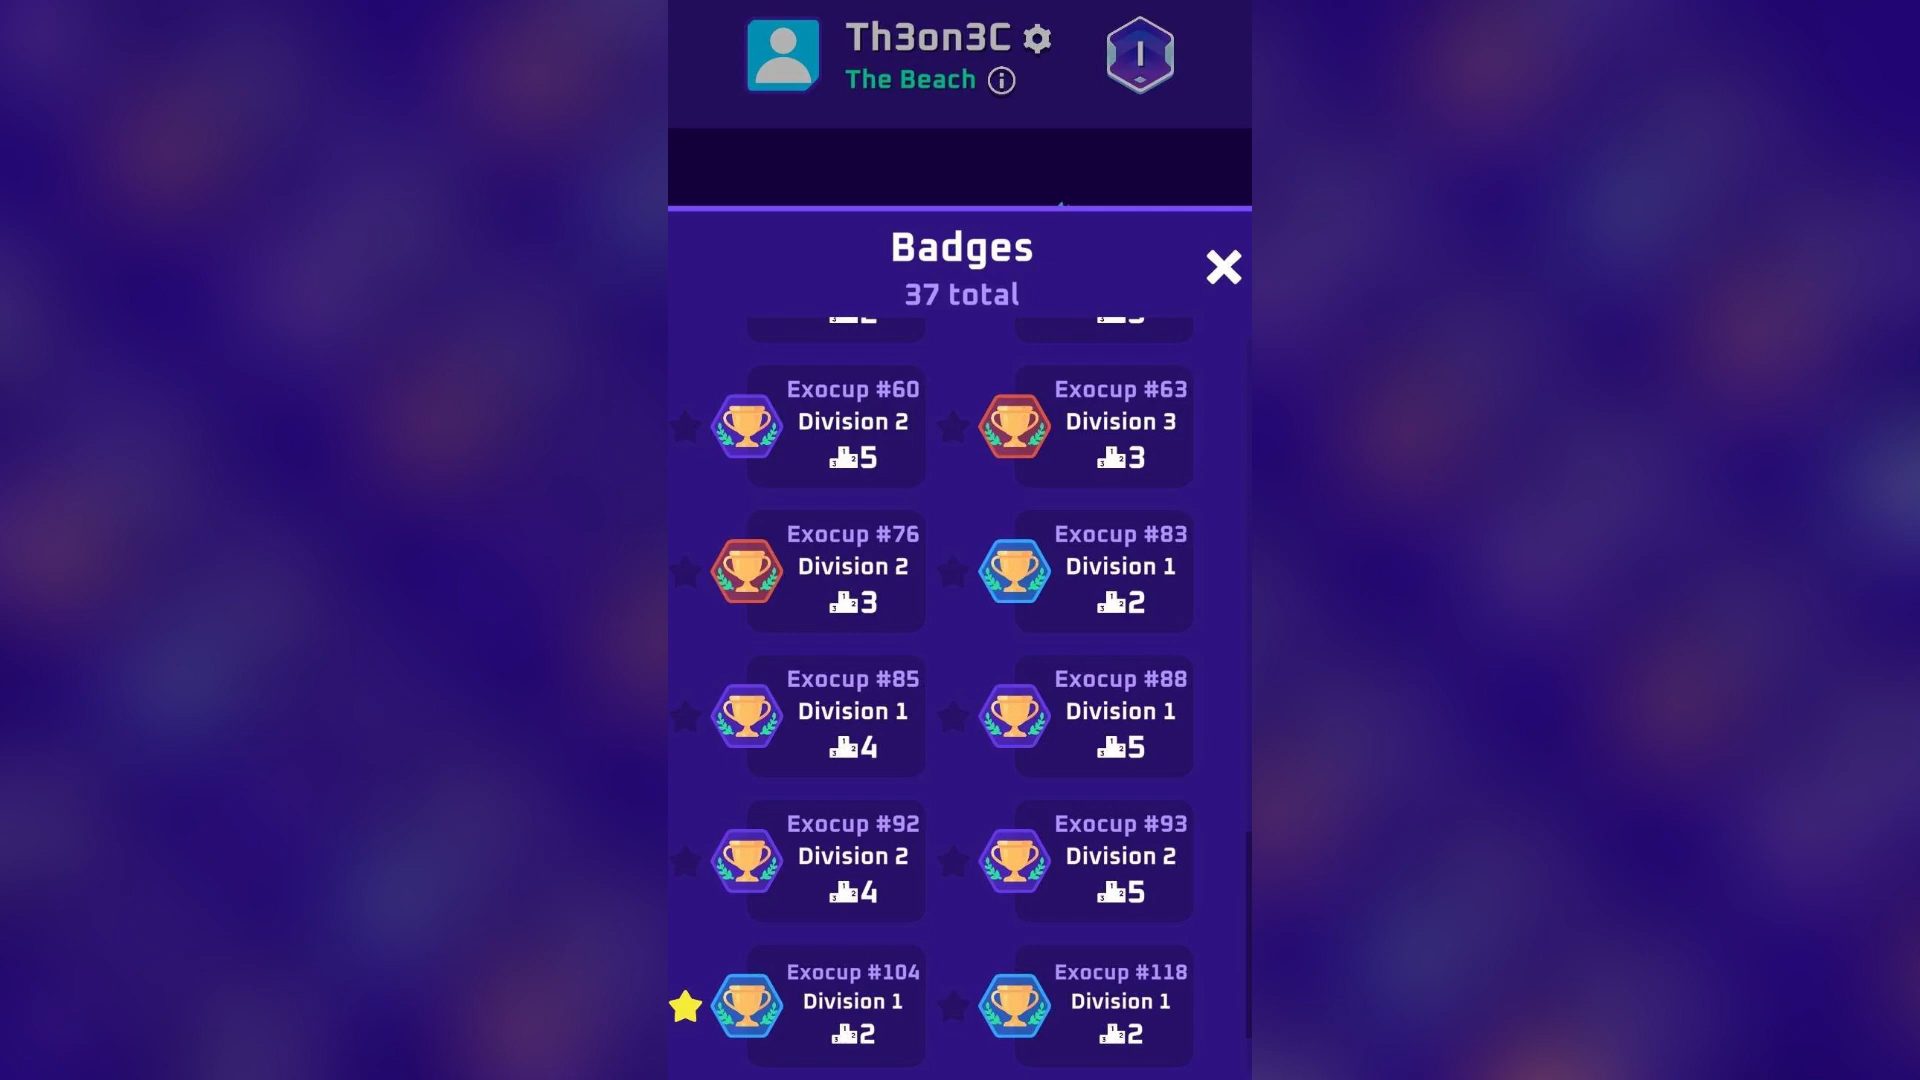 Th3on3C
The Beach
I
Badges
37 total
Exocup #60
Division 2
5
Exocup #63
Division 3
3
Exocup #76
Division 2
3
Exocup #83
Division 1
2
Exocup #85
Division 1
4
Exocup #88
Division 1
5
Exocup #92
Division 2
4
Exocup #93
Division 2
5
Exocup #104
Division 1
2
Exocup #118
Division 1
2